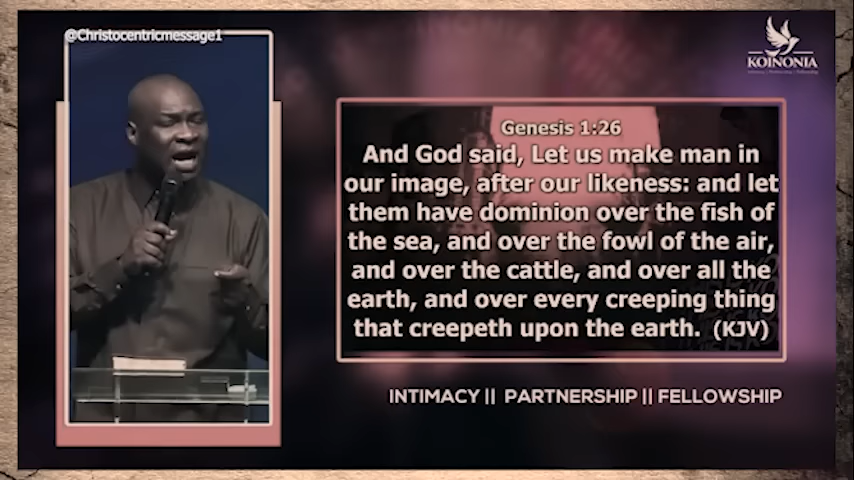 @Christocentricmessage1
KOINONIA
Genesis 1:26
And God said, Let us make man in
our image, after our likeness: and let
them have dominion over the fish of
the sea, and over the fowl of the air,
and over the cattle, and over all the
earth, and over every creeping thing
that creepeth upon the earth. (KJV)
INTIMACY || PARTNERSHIP || FELLOWSHIP